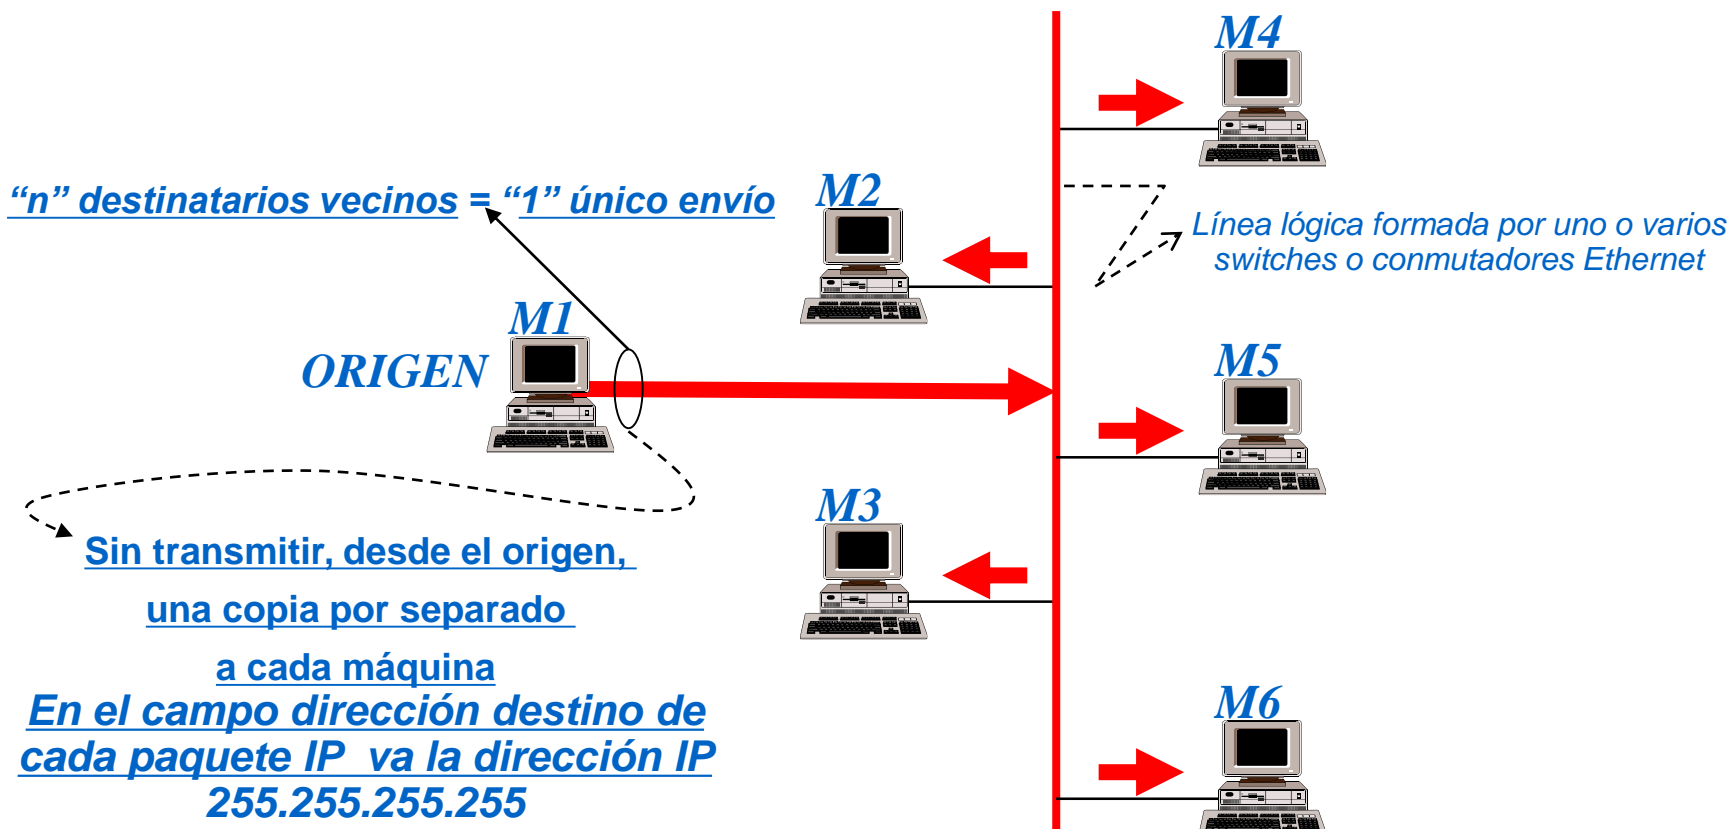 M4
“n” destinatarios vecinos = “1” único envío
M2
Línea lógica formada por uno o varios
switches o conmutadores Ethernet
M1
ORIGEN
M5
M3
Sin transmitir, desde el origen,
una copia por separado
a cada máquina
En el campo dirección destino de
cada paquete IP va la dirección IP
255.255.255.255
M6